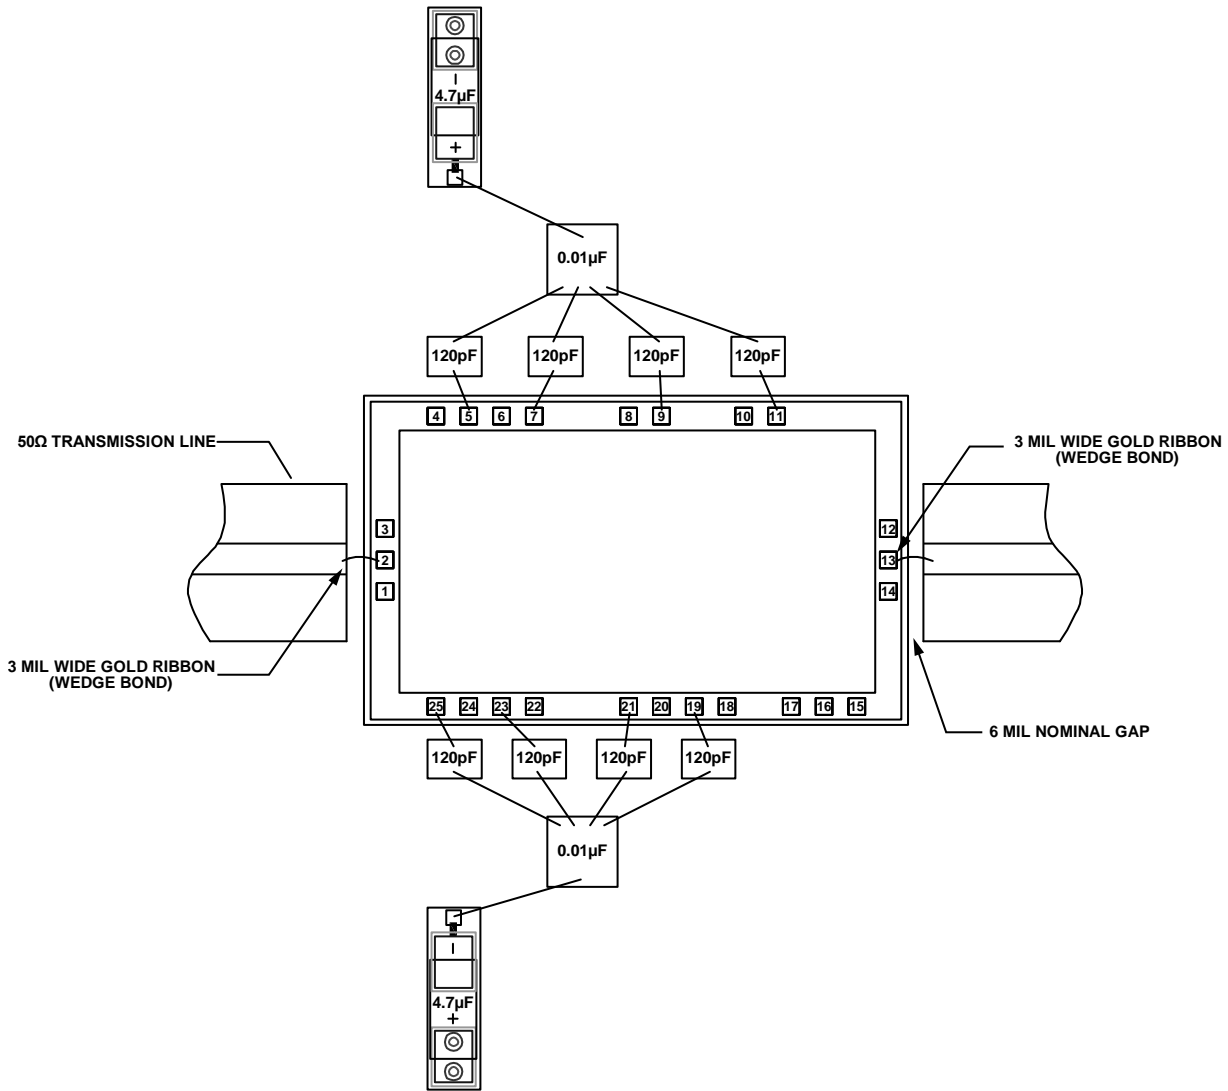 –
4.7µF
+
0.01µF
120pF 120pF 120pF 120pF
4 5 6 7 8 9 10 11
50Ω TRANSMISSION LINE
3 MIL WIDE GOLD RIBBON
(WEDGE BOND)
3
2
1
12
13
14
3 MIL WIDE GOLD RIBBON
(WEDGE BOND)
6 MIL NOMINAL GAP
25 24 23 22 21 20 19 18 17 16 15
120pF 120pF 120pF 120pF
0.01µF
–
4.7µF
+